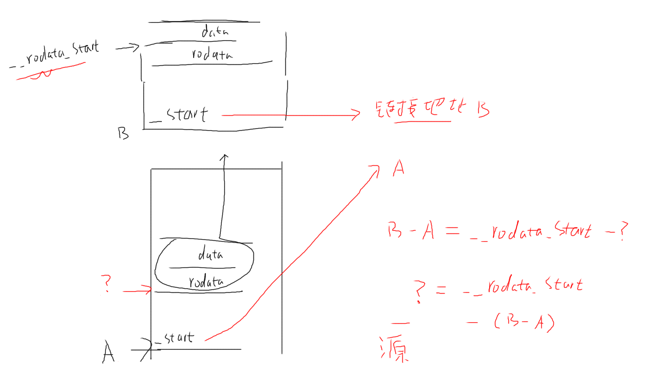 data
__rodata_start
rodata
_start
链接地址 B
B
A
B-A = __rodata_start -?
data
?
rodata
? = __rodata_start
- (B-A)
源
_start
A